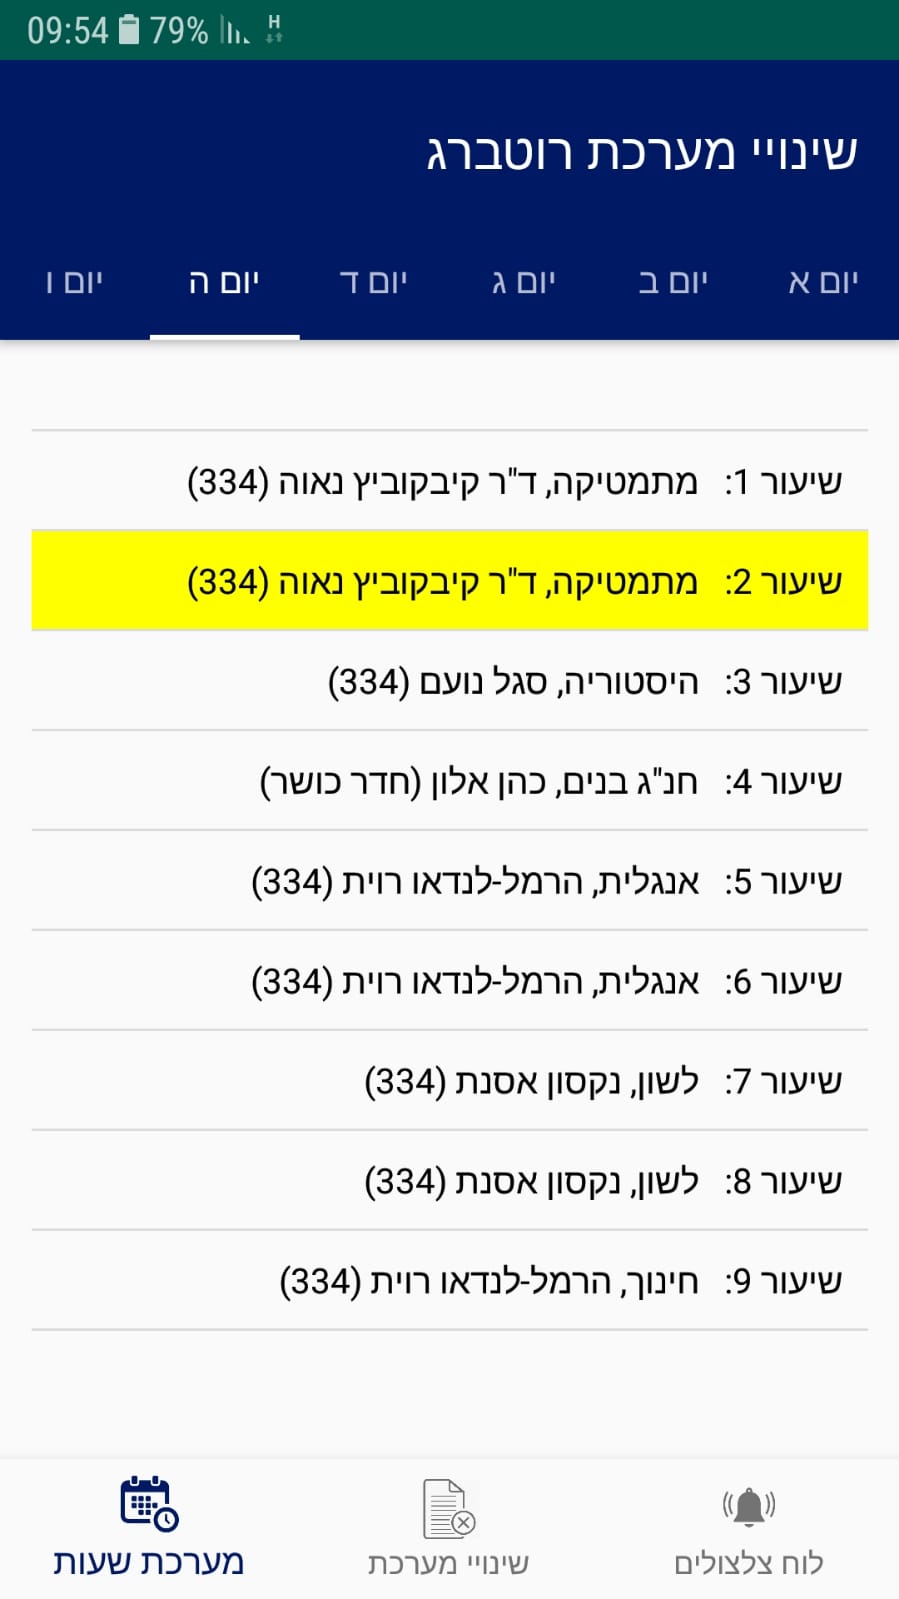 09:54 79% H
שינויי מערכת רוטברג
יום א יום ב יום ג יום ד יום ה יום ו
שיעור 1: מתמטיקה, ד"ר קיבקוביץ נאוה (334)
שיעור 2: מתמטיקה, ד"ר קיבקוביץ נאוה (334)
שיעור 3: היסטוריה, סגל נועם (334)
שיעור 4: חנ"ג בנים, כהן אלון (חדר כושר)
שיעור 5: אנגלית, הרמל-לנדאו רוית (334)
שיעור 6: אנגלית, הרמל-לנדאו רוית (334)
שיעור 7: לשון, נקסון אסנת (334)
שיעור 8: לשון, נקסון אסנת (334)
שיעור 9: חינוך, הרמל-לנדאו רוית (334)
לוח צלצולים שינויי מערכת מערכת שעות